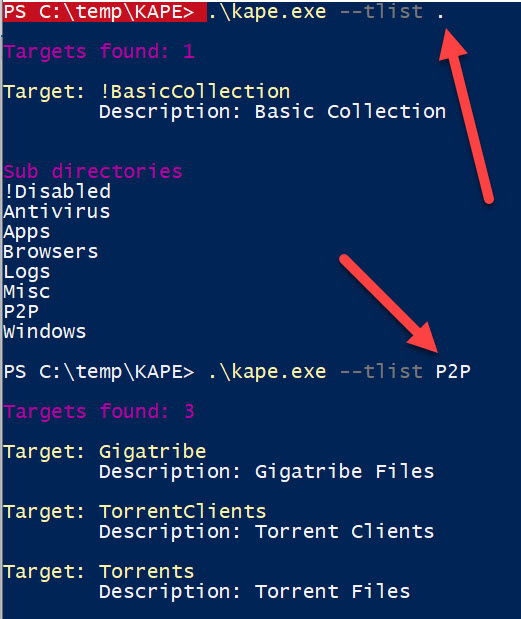 PS C:\temp\KAPE> .\kape.exe --tlist .
Targets found: 1
Target: !BasicCollection
Description: Basic Collection
Sub directories
!Disabled
Antivirus
Apps
Browsers
Logs
Misc
P2P
Windows
PS C:\temp\KAPE> .\kape.exe --tlist P2P
Targets found: 3
Target: Gigatribe
Description: Gigatribe Files
Target: TorrentClients
Description: Torrent Clients
Target: Torrents
Description: Torrent Files